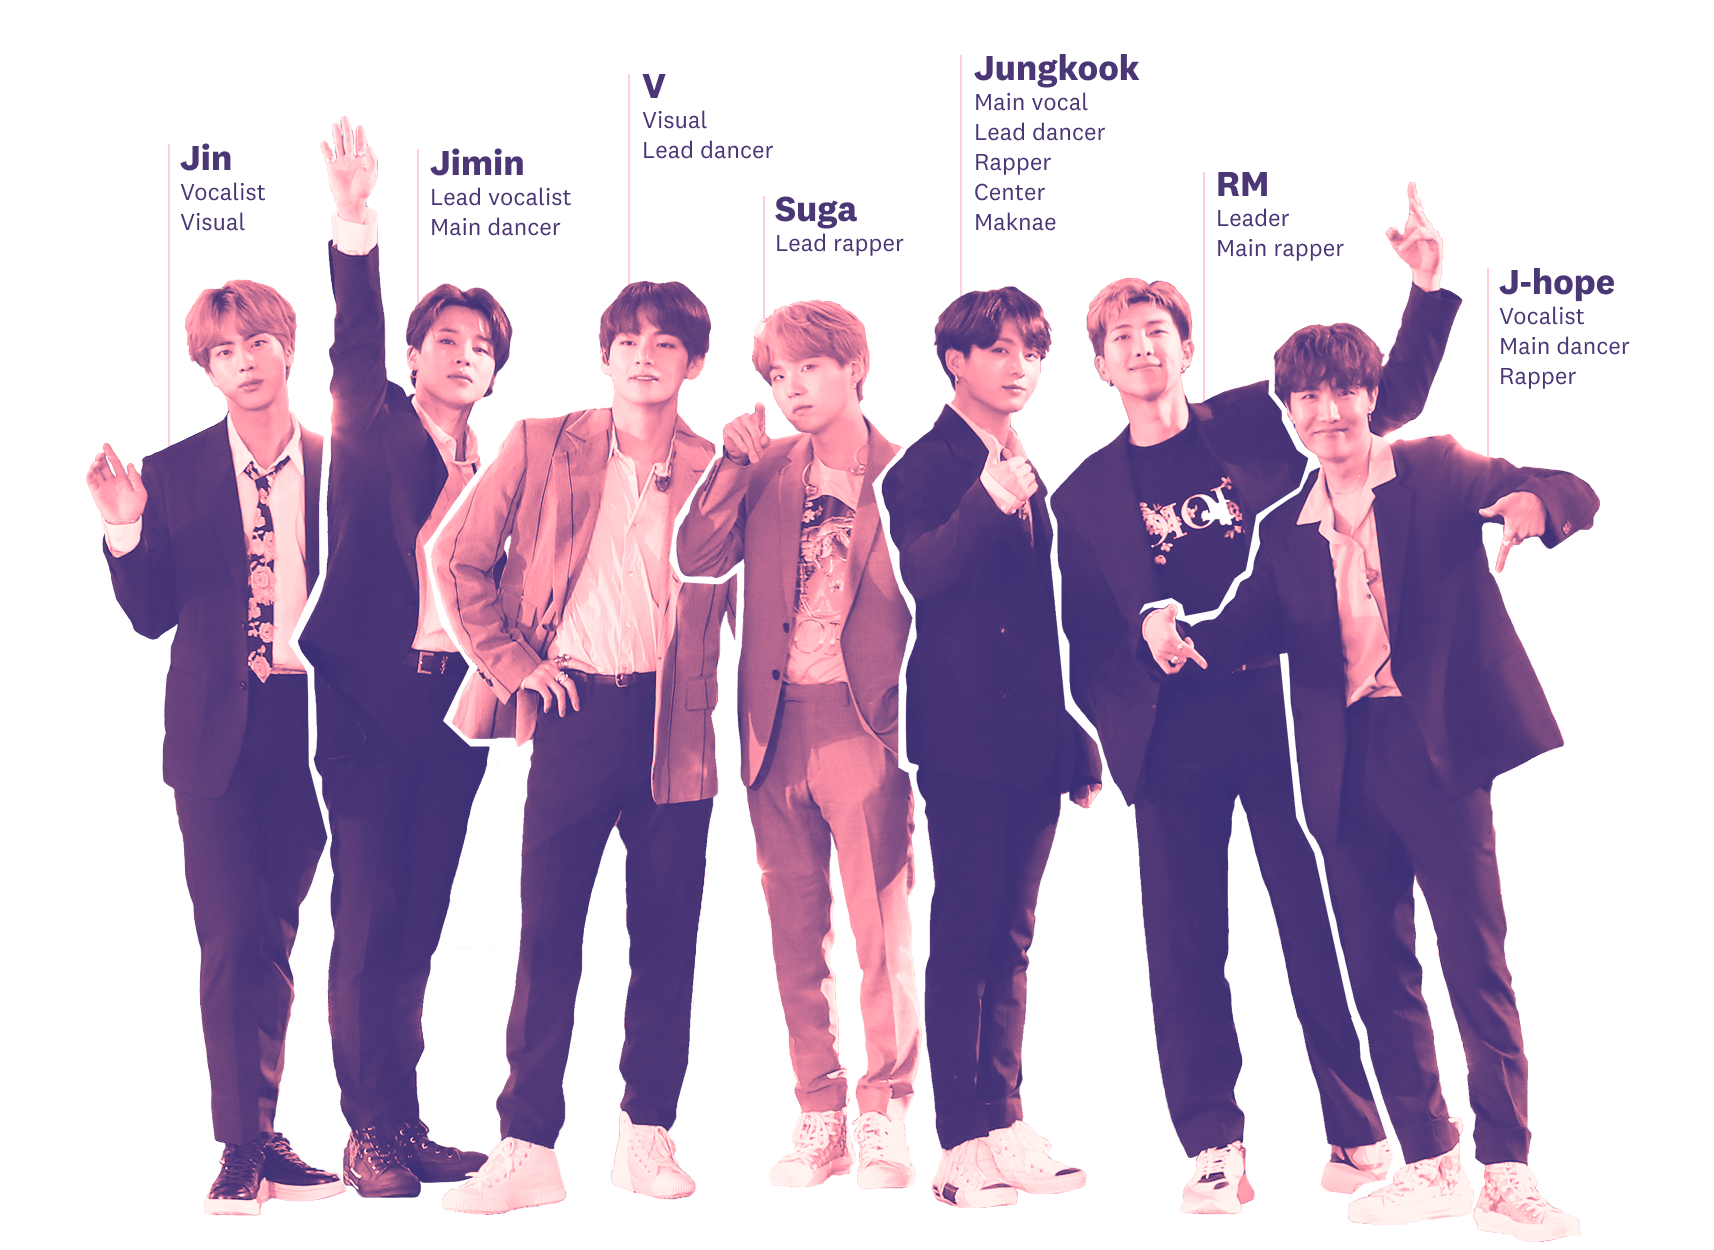 Jin
Vocalist
Visual
Jimin
Lead vocalist
Main dancer
V
Visual
Lead dancer
Suga
Lead rapper
Jungkook
Main vocal
Lead dancer
Rapper
Center
Maknae
RM
Leader
Main rapper
J-hope
Vocalist
Main dancer
Rapper